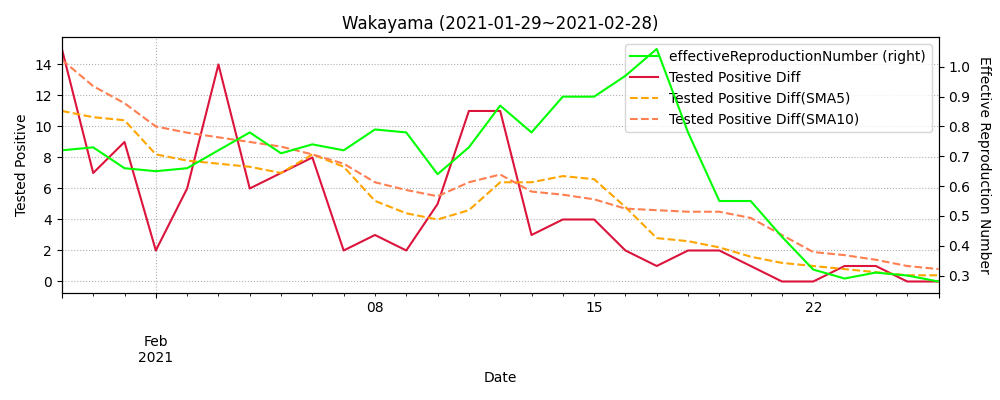 Wakayama (2021-01-29~2021-02-28)
effectiveReproductionNumber (right)
Tested Positive Diff
Tested Positive Diff(SMA5)
Tested Positive Diff(SMA10)
Tested Positive
14
12
10
8
6
4
2
0
1.0
0.9
0.8
0.7
0.6
0.5
0.4
0.3
Effective Reproduction Number
08
15
22
Feb
2021
Date